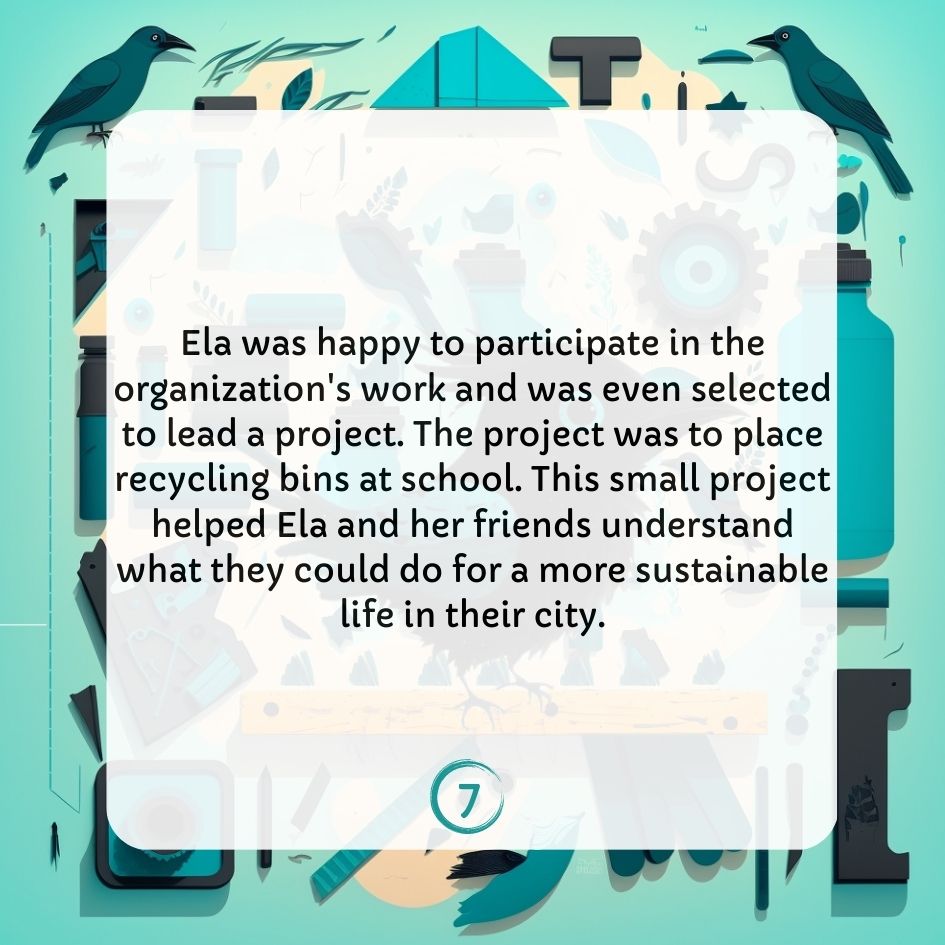 Ela was happy to participate in the
organization's work and was even selected
to lead a project. The project was to place
recycling bins at school. This small project
helped Ela and her friends understand
what they could do for a more sustainable
life in their city.
7